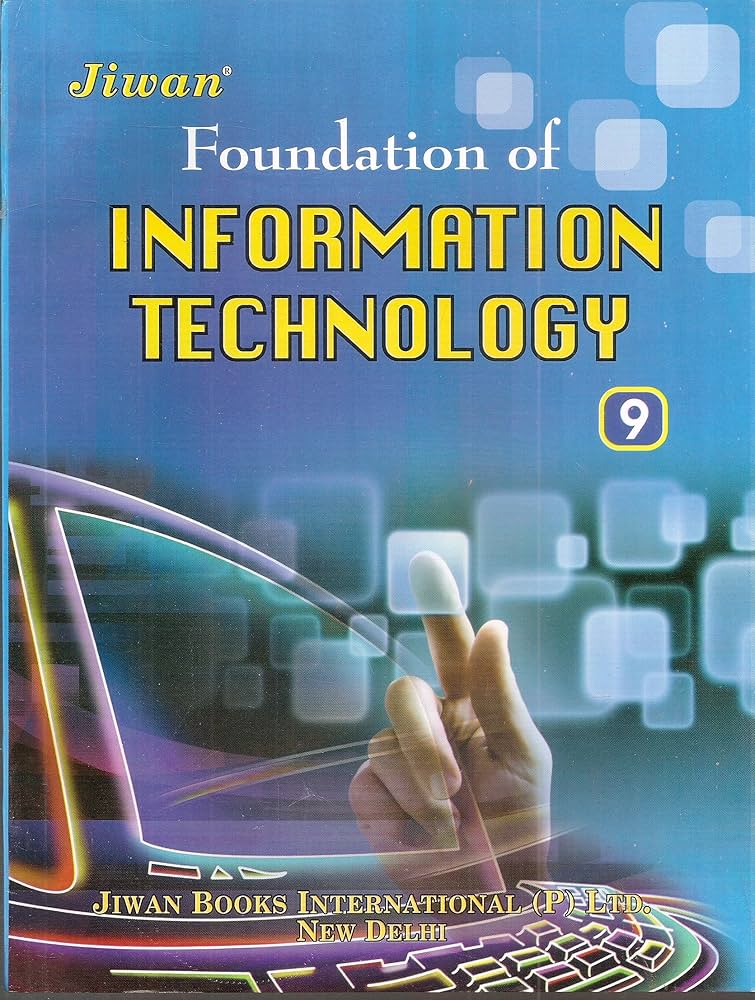 Jiwan®
Foundation of
INFORMATION
TECHNOLOGY
9
JIWAN BOOKS INTERNATIONAL (P) LTD.
NEW DELHI